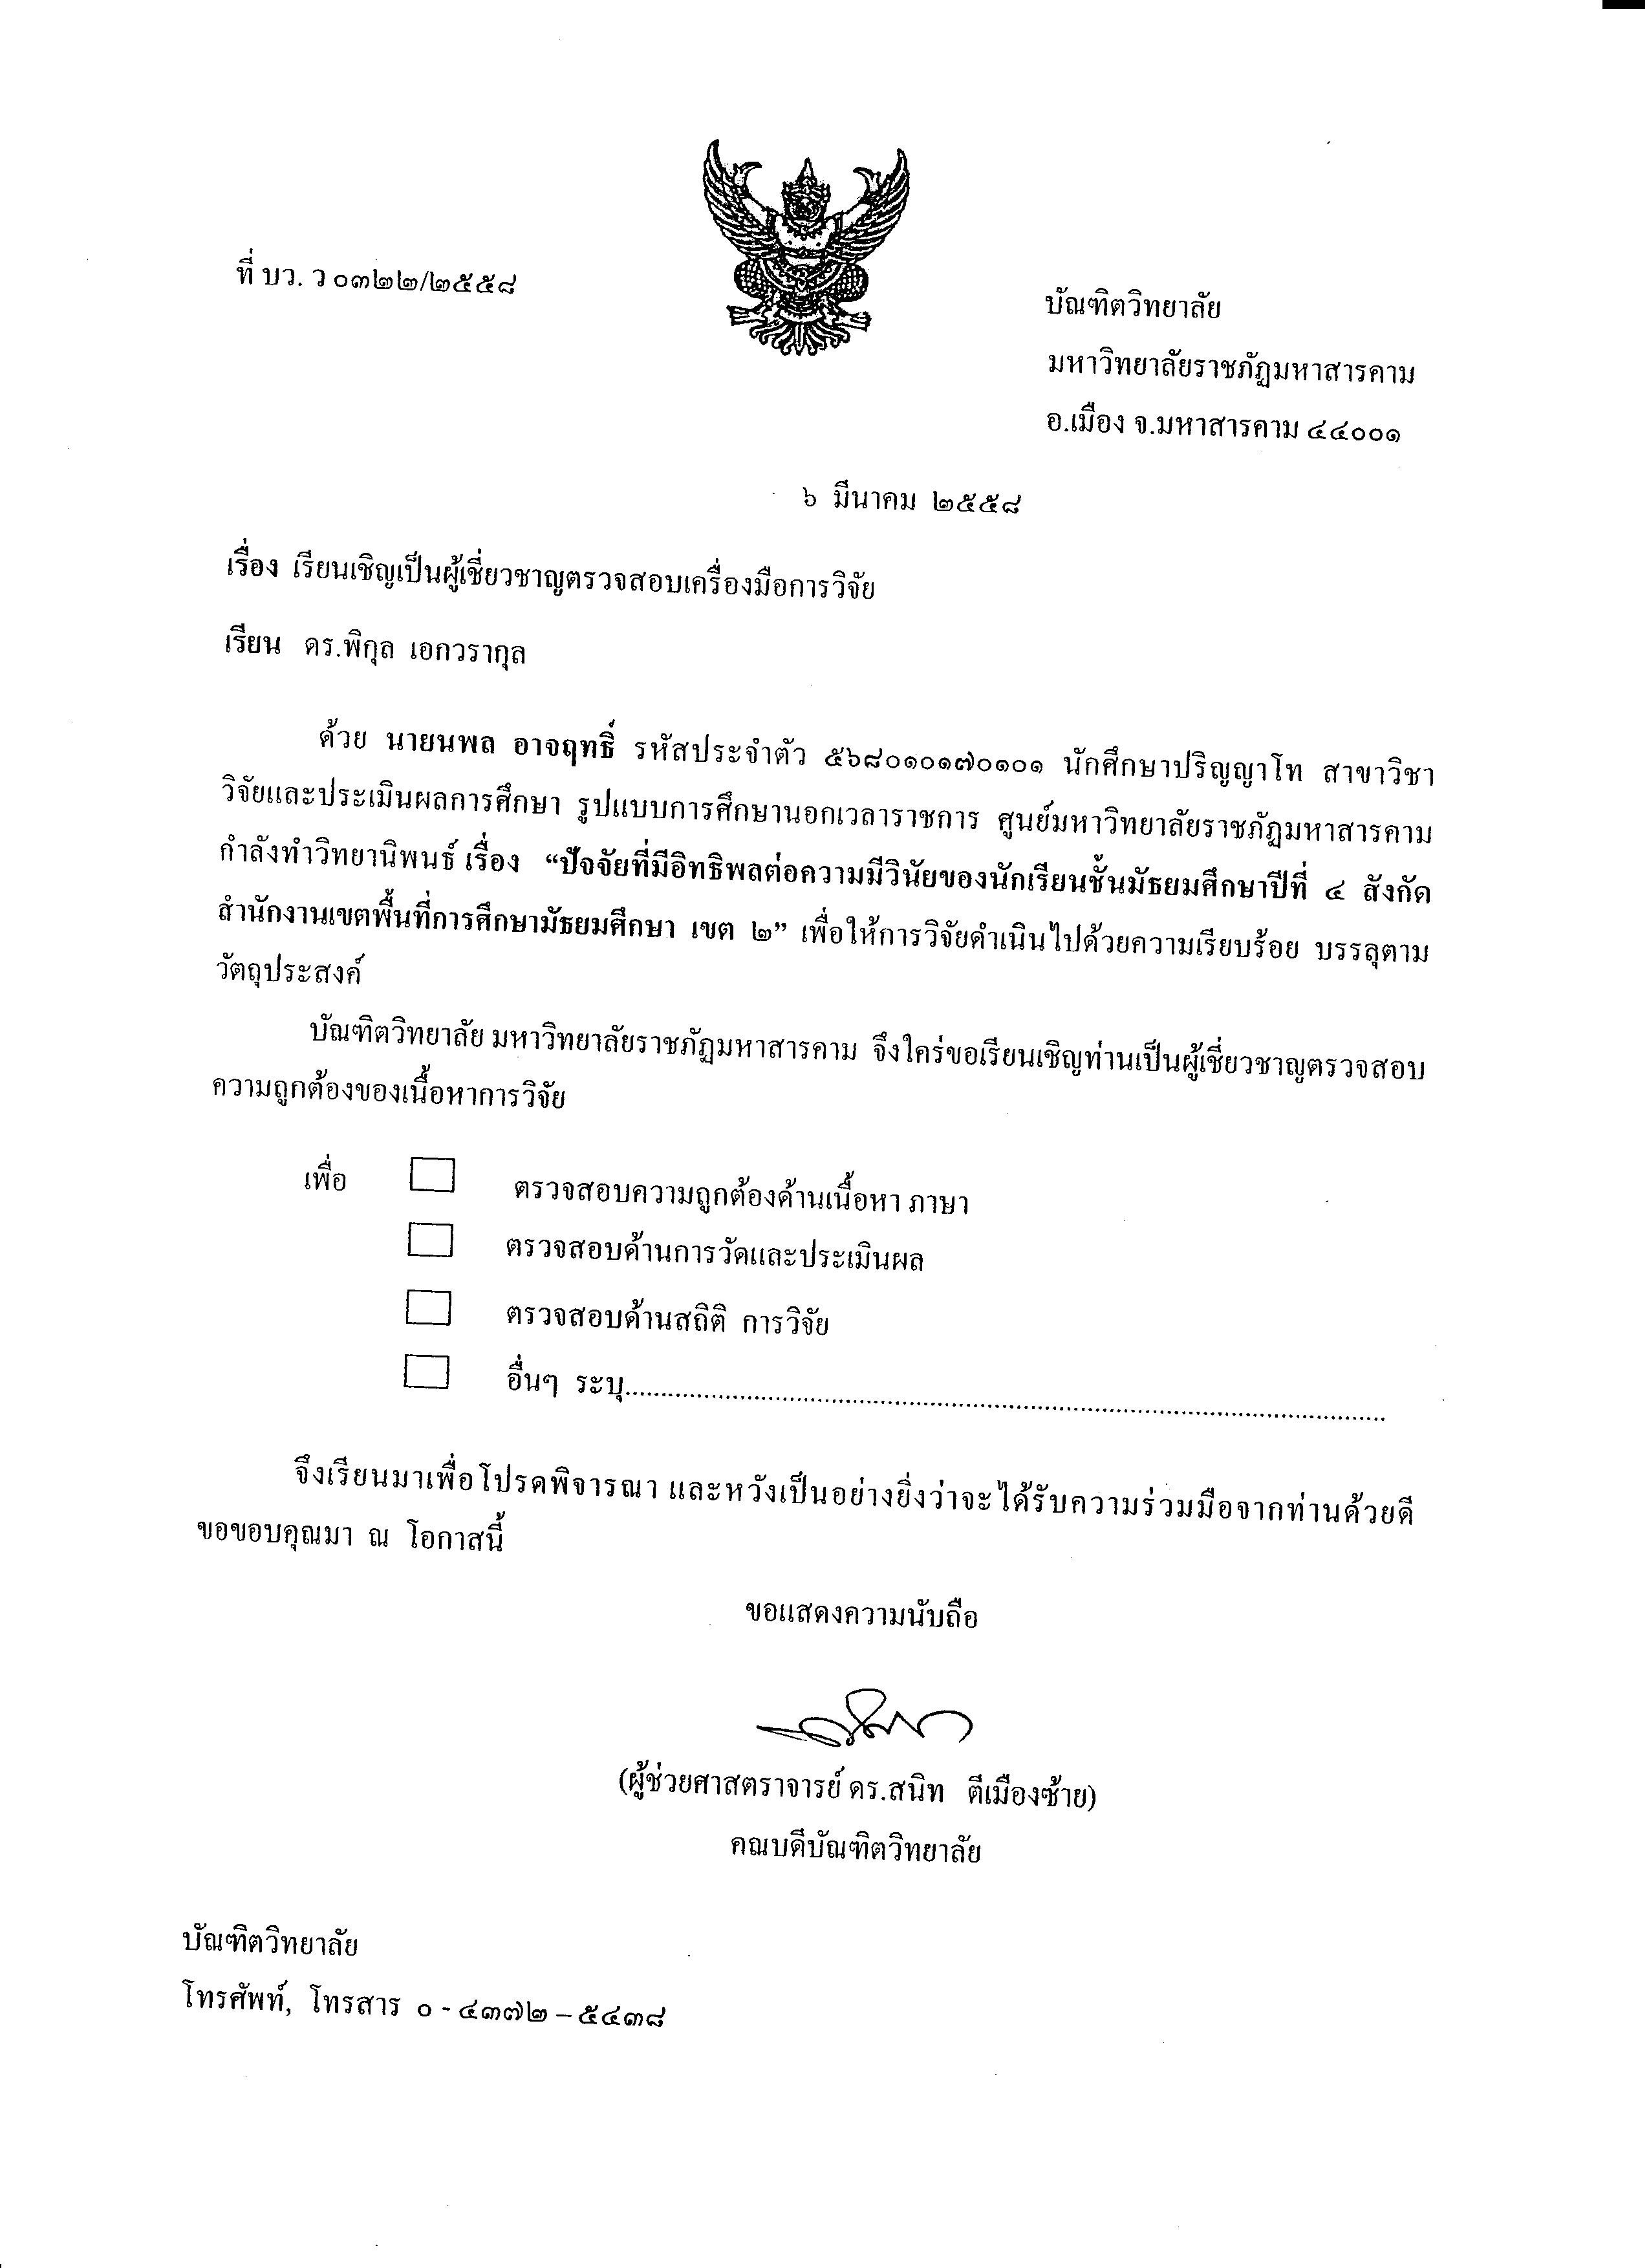 ที่ บว. ว ๐๓๒๒/๒๕๕๘
บัณฑิตวิทยาลัย
มหาวิทยาลัยราชภัฏมหาสารคาม
อ.เมือง จ.มหาสารคาม ๔๔๐๐๑
๖ มีนาคม ๒๕๕๘
เรื่อง เรียนเชิญเป็นผู้เชี่ยวชาญตรวจสอบเครื่องมือการวิจัย
เรียน ดร.พิกุล เอกวรากุล
ด้วย นายนพล อาจฤทธิ์ รหัสประจำตัว ๕๖๘๐๑๐๑๗๐๑๐๑ นักศึกษาปริญญาโท สาขาวิชา
วิจัยและประเมินผลการศึกษา รูปแบบการศึกษานอกเวลาราชการ ศูนย์มหาวิทยาลัยราชภัฏมหาสารคาม
กำลังทำวิทยานิพนธ์ เรื่อง “ปัจจัยที่มีอิทธิพลต่อความมีวินัยของนักเรียนชั้นมัธยมศึกษาปีที่ ๔ สังกัด
สำนักงานเขตพื้นที่การศึกษามัธยมศึกษา เขต ๒” เพื่อให้การวิจัยดำเนินไปด้วยความเรียบร้อย บรรลุตาม
วัตถุประสงค์
บัณฑิตวิทยาลัย มหาวิทยาลัยราชภัฏมหาสารคาม จึงใคร่ขอเรียนเชิญท่านเป็นผู้เชี่ยวชาญตรวจสอบ
ความถูกต้องของเนื้อหาการวิจัย
เพื่อ ตรวจสอบความถูกต้องด้านเนื้อหา ภาษา
ตรวจสอบด้านการวัดและประเมินผล
ตรวจสอบด้านสถิติ การวิจัย
อื่นๆ ระบุ..........................................................................................................
จึงเรียนมาเพื่อโปรดพิจารณา และหวังเป็นอย่างยิ่งว่าจะได้รับความร่วมมือจากท่านด้วยดี
ขอขอบคุณมา ณ โอกาสนี้
ขอแสดงความนับถือ
(ผู้ช่วยศาสตราจารย์ ดร.สนิท ตีเมืองซ้าย)
คณบดีบัณฑิตวิทยาลัย
บัณฑิตวิทยาลัย
โทรศัพท์, โทรสาร ๐ - ๔๓๗๒ – ๕๔๓๘